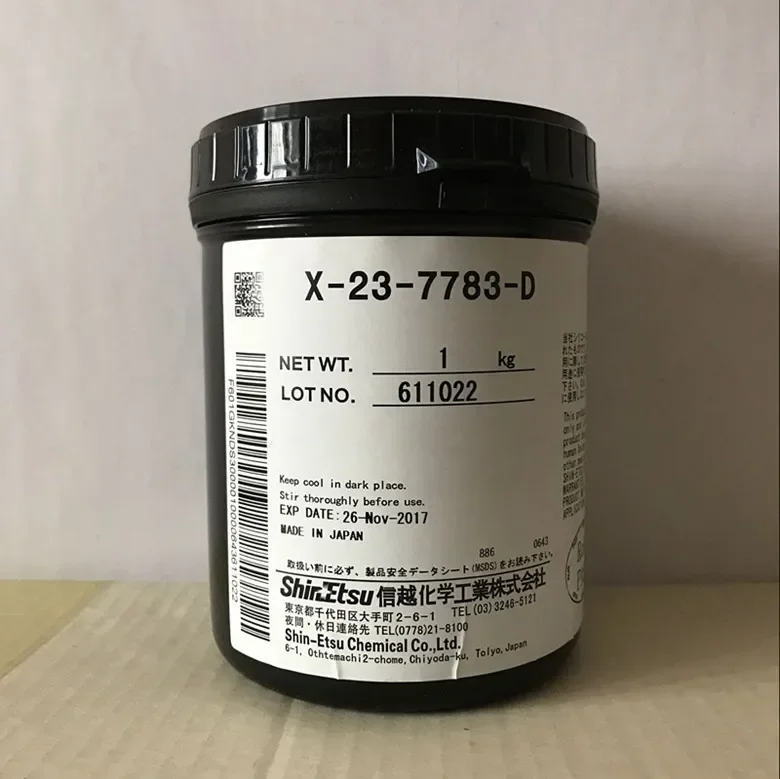 X-23-7783-D
NET WT. 1 kg
LOT NO. 611022
F601GKNDS3000010000643611022
Keep cool in dark place.
Stir thoroughly before use.
EXP DATE:26-Nov-2017
MADE IN JAPAN
886 0643
取扱い前に必ず、製品安全データシート(MSDS)をお読み下さい。
ShinEtsu 信越化学工業株式会社
東京都千代田区大手町2-6-1 TEL(03)3246-5121
夜間・休日連絡先 TEL(0778)21-8100
Shin-Etsu Chemical Co.,Ltd.
6-1, Othtemachi2-chome, Chiyoda-ku, Tolyo, Japan
This
only